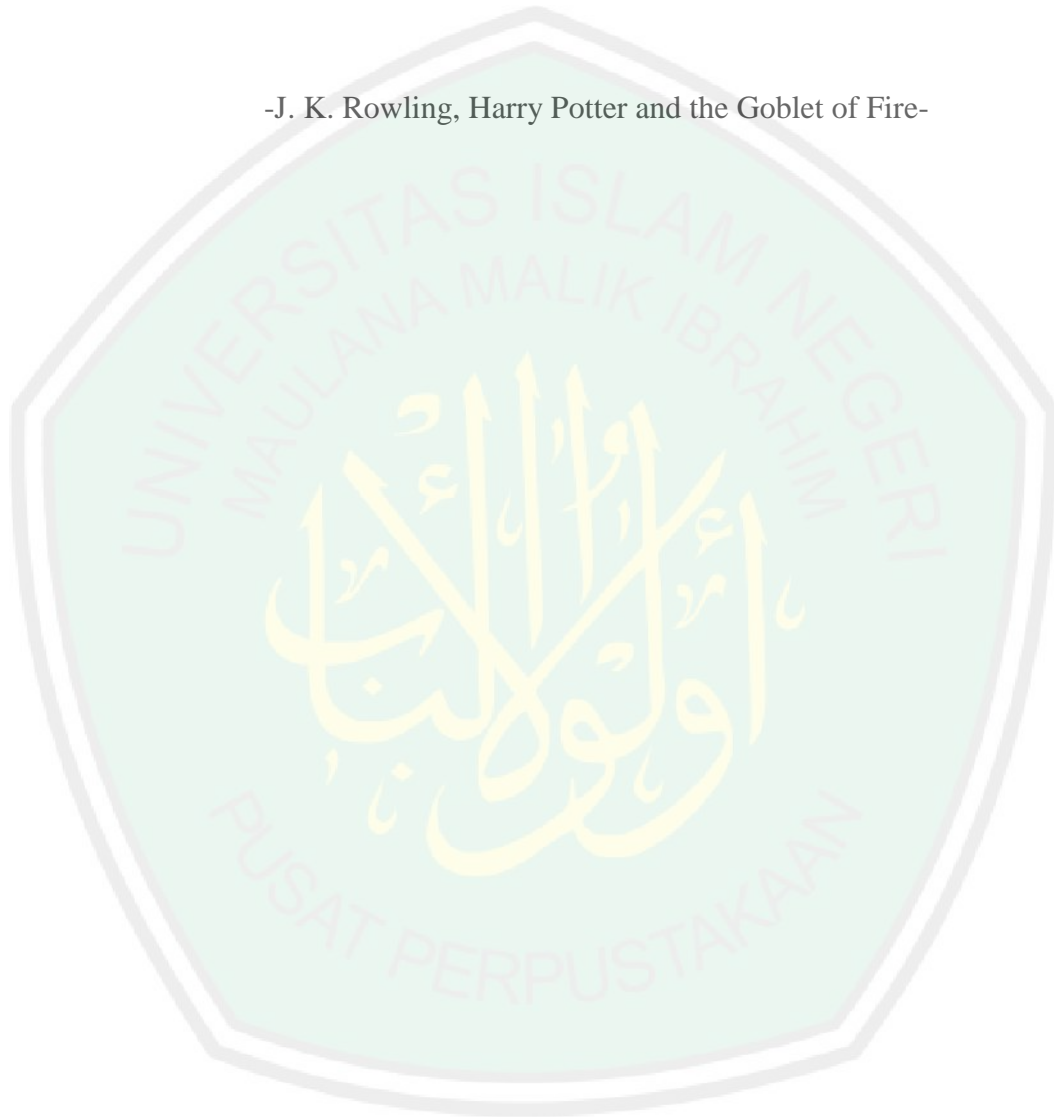 -J. K. Rowling, Harry Potter and the Goblet of Fire-
UNIVERSITAS ISLAM NEGERI
MAULANA MALIK IBRAHIM
أولوا الألباب
PUSAT PERPUSTAKAAN